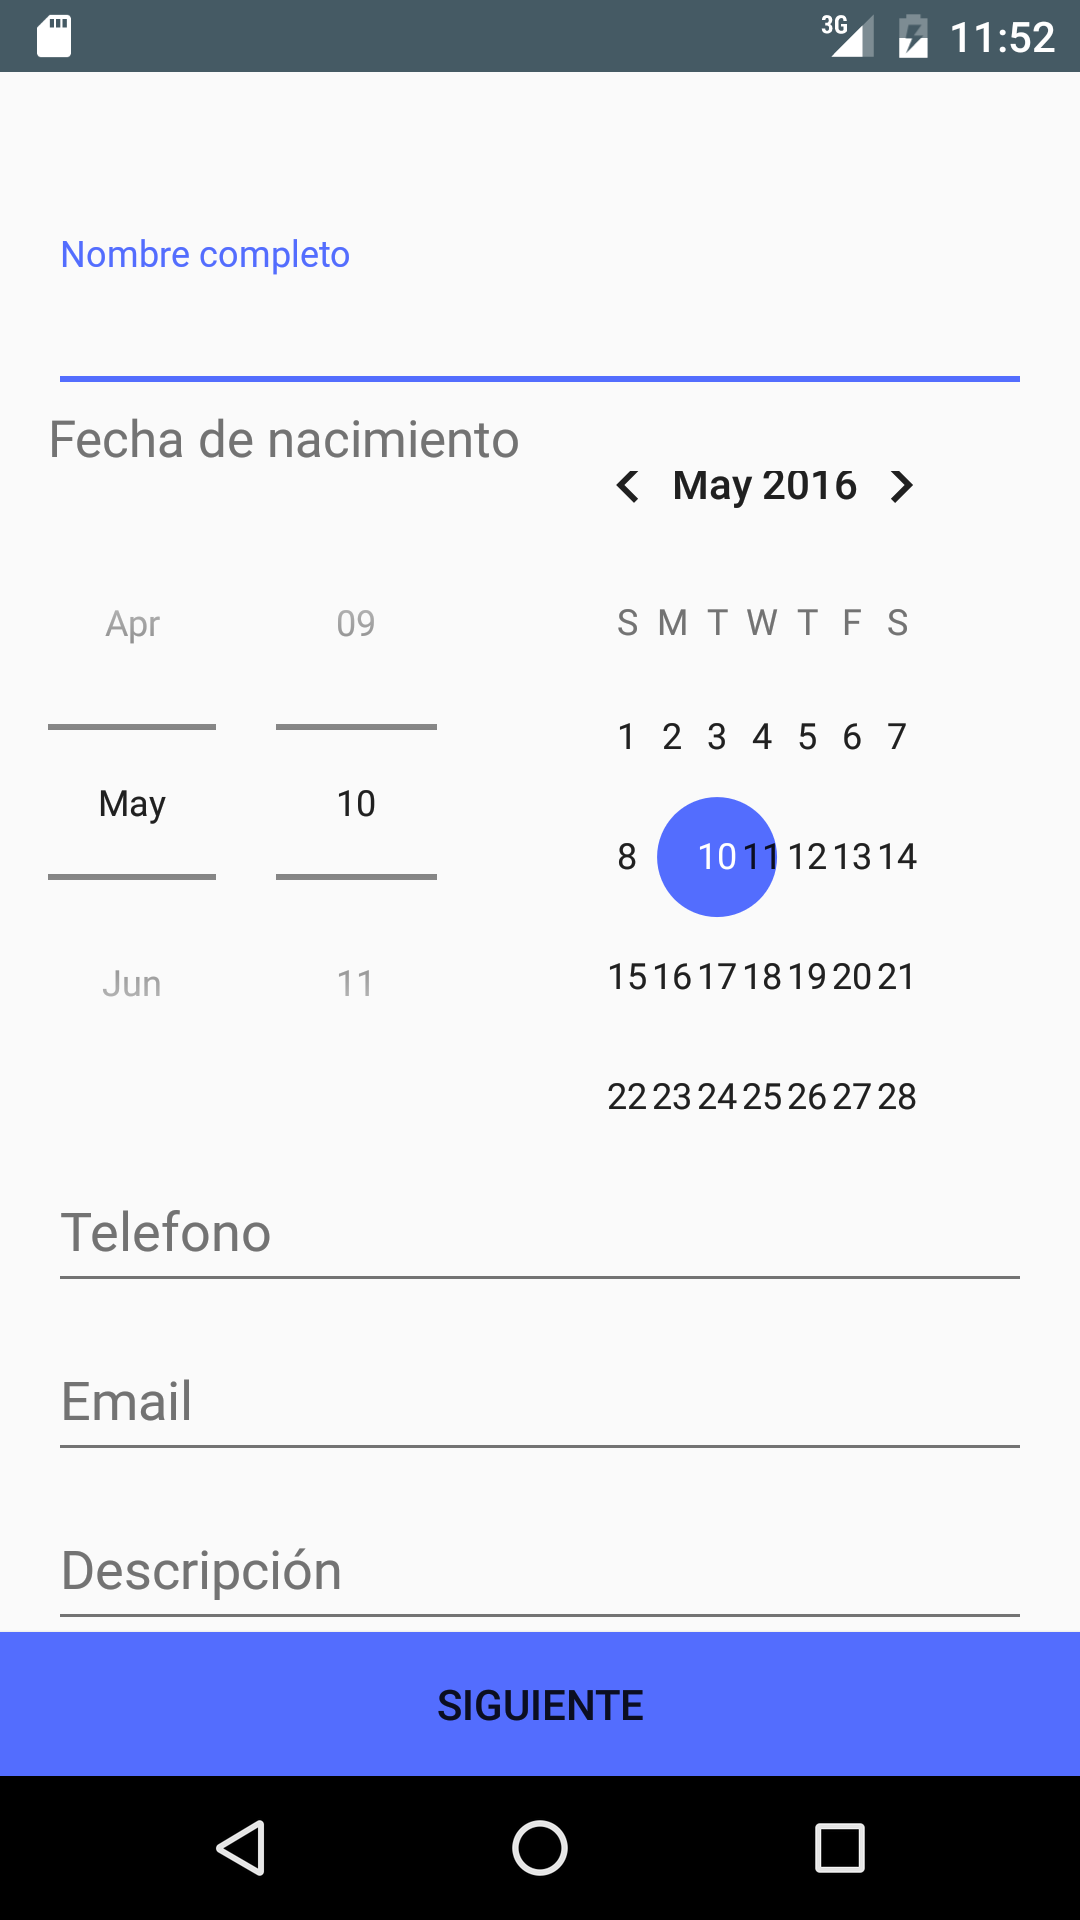 3G 11:52
Nombre completo
Fecha de nacimiento
May 2016
Apr 09
S M T W T F S
1 2 3 4 5 6 7
May 10
8 10 11 12 13 14
Jun 11
15 16 17 18 19 20 21
22 23 24 25 26 27 28
Telefono
Email
Descripción
SIGUIENTE